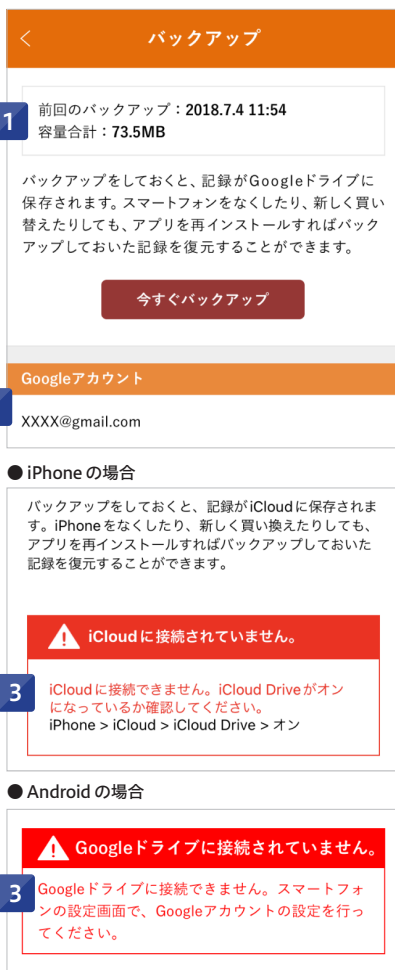 バックアップ
1
前回のバックアップ：2018.7.4 11:54
容量合計：73.5MB
バックアップをしておくと、記録がGoogleドライブに
保存されます。スマートフォンをなくしたり、新しく買い
替えたりしても、アプリを再インストールすればバック
アップしておいた記録を復元することができます。
今すぐバックアップ
Googleアカウント
XXXX@gmail.com
● iPhone の場合
バックアップをしておくと、記録がiCloudに保存されま
す。iPhoneをなくしたり、新しく買い換えたりしても、
アプリを再インストールすればバックアップしておいた
記録を復元することができます。
iCloudに接続されていません。
3
iCloudに接続できません。iCloud Driveがオン
になっているか確認してください。
iPhone > iCloud > iCloud Drive > オン
● Android の場合
Googleドライブに接続されていません。
3
Googleドライブに接続できません。スマートフォ
ンの設定画面で、Googleアカウントの設定を行っ
てください。